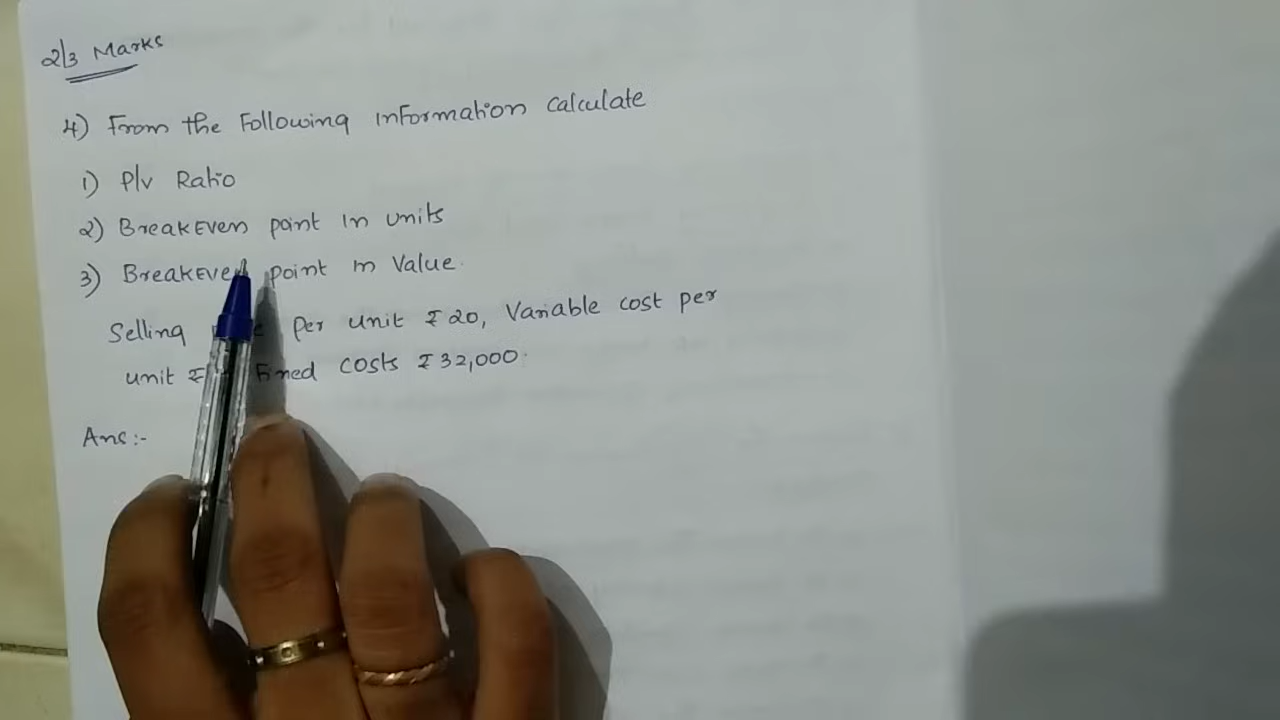 2/3 Marks
4) From the Following information calculate
1) P/V Ratio
2) BreakEven point in units
3) BreakEven point in Value.
Selling per unit ₹ 20, Variable cost per
unit ₹ costs ₹ 32,000.
Ans:-